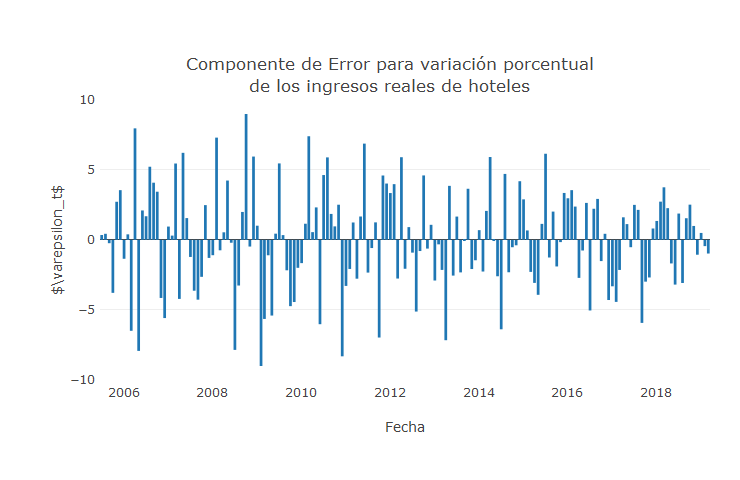 Componente de Error para variación porcentual
de los ingresos reales de hoteles
$\varepsilon_t$
10
5
0
−5
−10
2006 2008 2010 2012 2014 2016 2018
Fecha